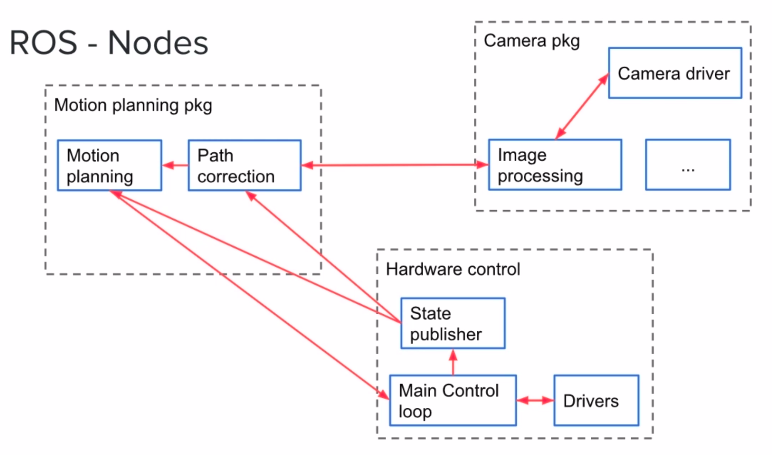 ROS - Nodes
Camera pkg
Camera driver
Image
processing
...
Motion planning pkg
Motion
planning
Path
correction
Hardware control
State
publisher
Main Control
loop
Drivers